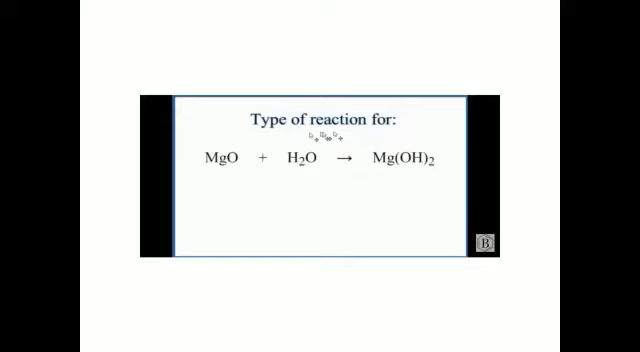 Type of reaction for:
MgO + H₂O → Mg(OH)₂
B